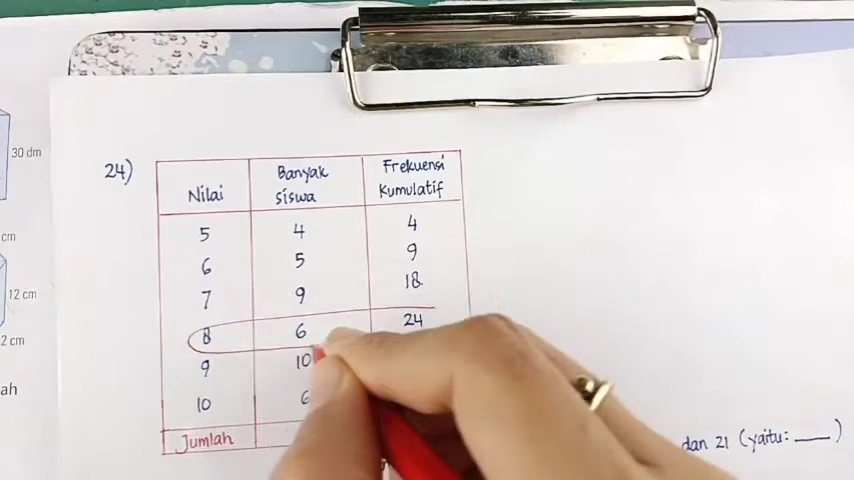 30 dm
cm
12 cm
2 cm
ah
24)
Nilai Banyak siswa Frekuensi Kumulatif
5 4 4
6 5 9
7 9 18
8 6 24
9 10
10 6
Jumlah
dan 21 (yaitu: ____)